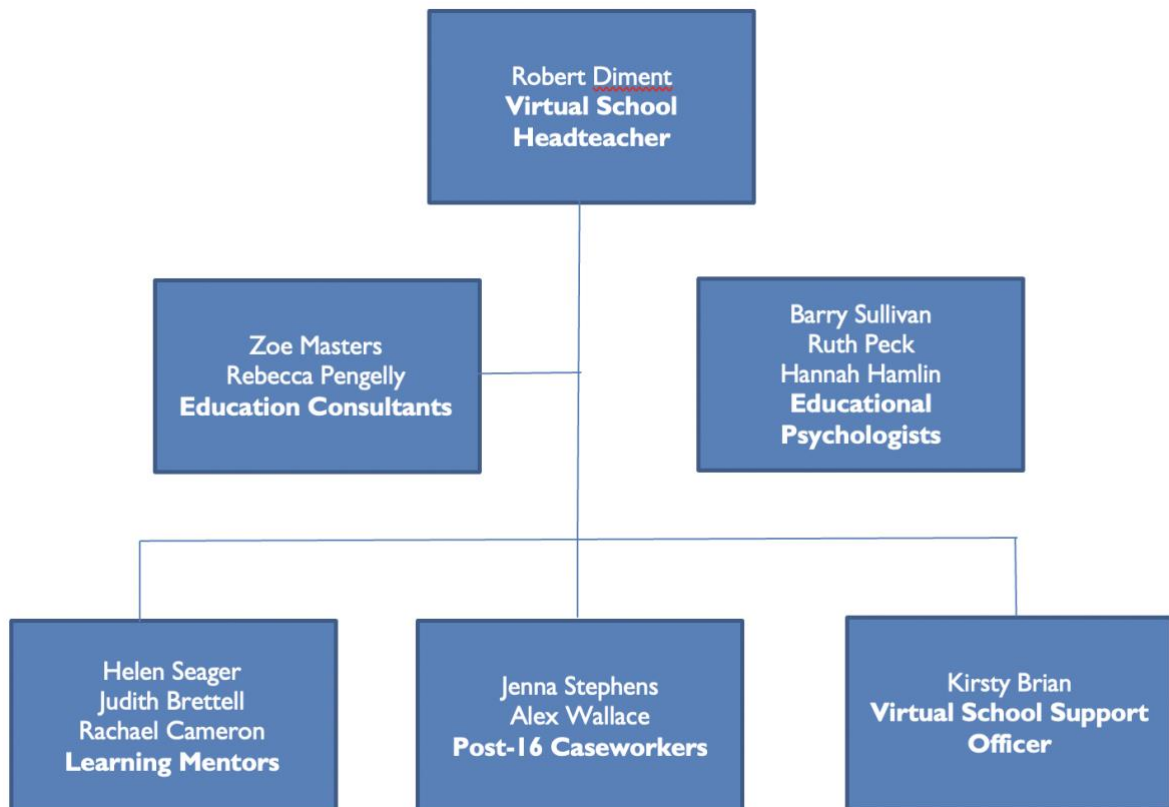 Robert Diment
Virtual School
Headteacher
Zoe Masters
Rebecca Pengelly
Education Consultants
Barry Sullivan
Ruth Peck
Hannah Hamlin
Educational
Psychologists
Helen Seager
Judith Brettell
Rachael Cameron
Learning Mentors
Jenna Stephens
Alex Wallace
Post-16 Caseworkers
Kirsty Brian
Virtual School Support
Officer